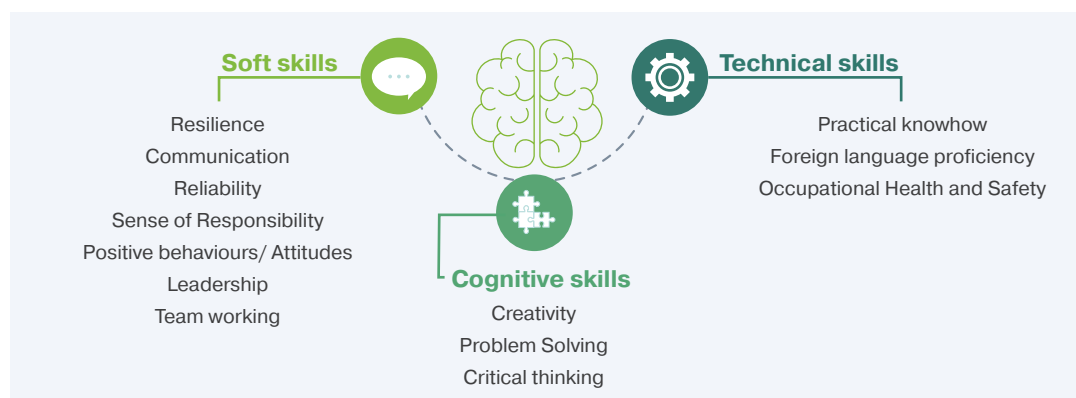 Soft skills
Resilience
Communication
Reliability
Sense of Responsibility
Positive behaviours/ Attitudes
Leadership
Team working
Cognitive skills
Creativity
Problem Solving
Critical thinking
Technical skills
Practical knowhow
Foreign language proficiency
Occupational Health and Safety